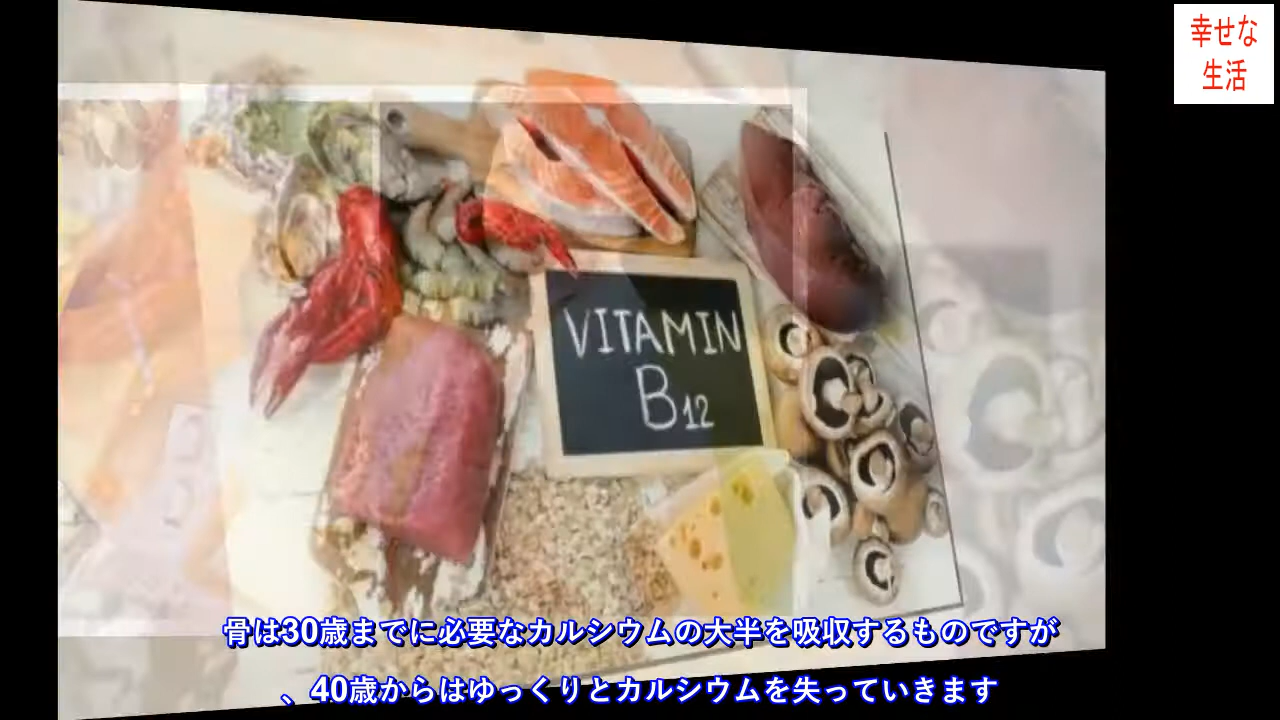 幸せな
生活
VITAMIN
B12
骨は30歳までに必要なカルシウムの大半を吸収するものですが
、40歳からはゆっくりとカルシウムを失っていきます